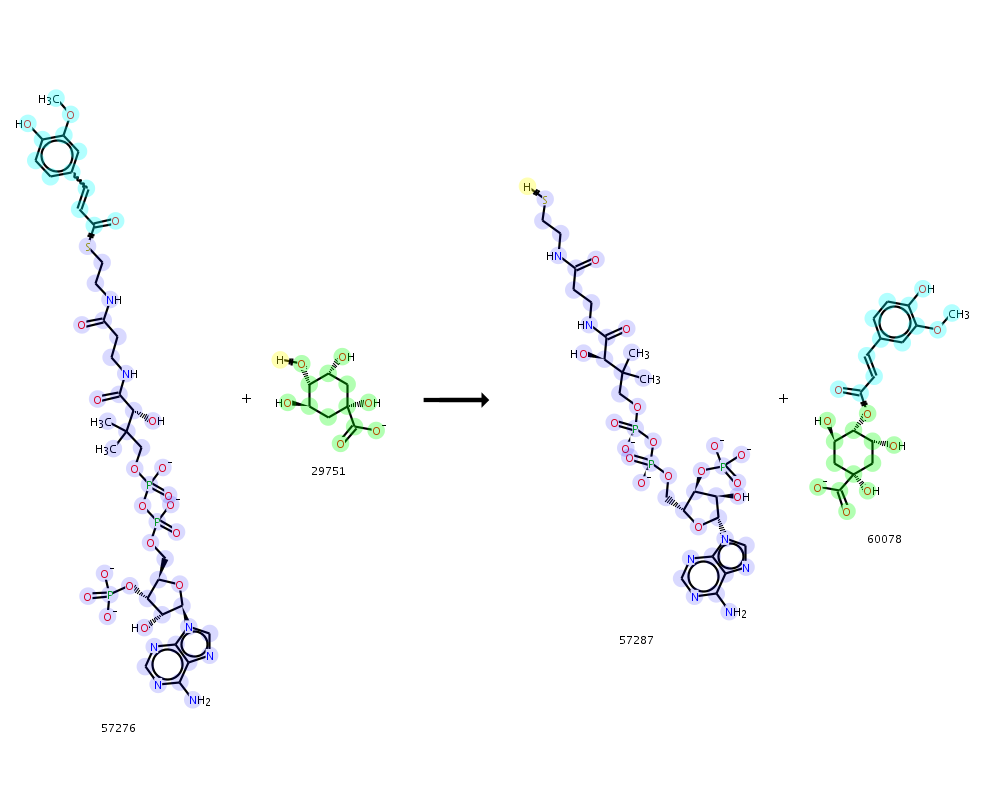 H3C
O
HO
O
S
NH
O
NH
O
OH
H3C
H3C
O
O-
P
O
O
O-
P
O
O
O-
O
P
O
O-
O
HO
N
N
N
N
NH2
57276
+
H
O
OH
HO
OH
O-
O
29751
H
S
HN
O
HN
O
HO
CH3
CH3
O
O
P
O-
O
O
P
O-
O
O-
P
O-
O
O
OH
O
N
N
N
N
NH2
57287
+
OH
CH3
O
O
O
HO
OH
O-
OH
O
60078